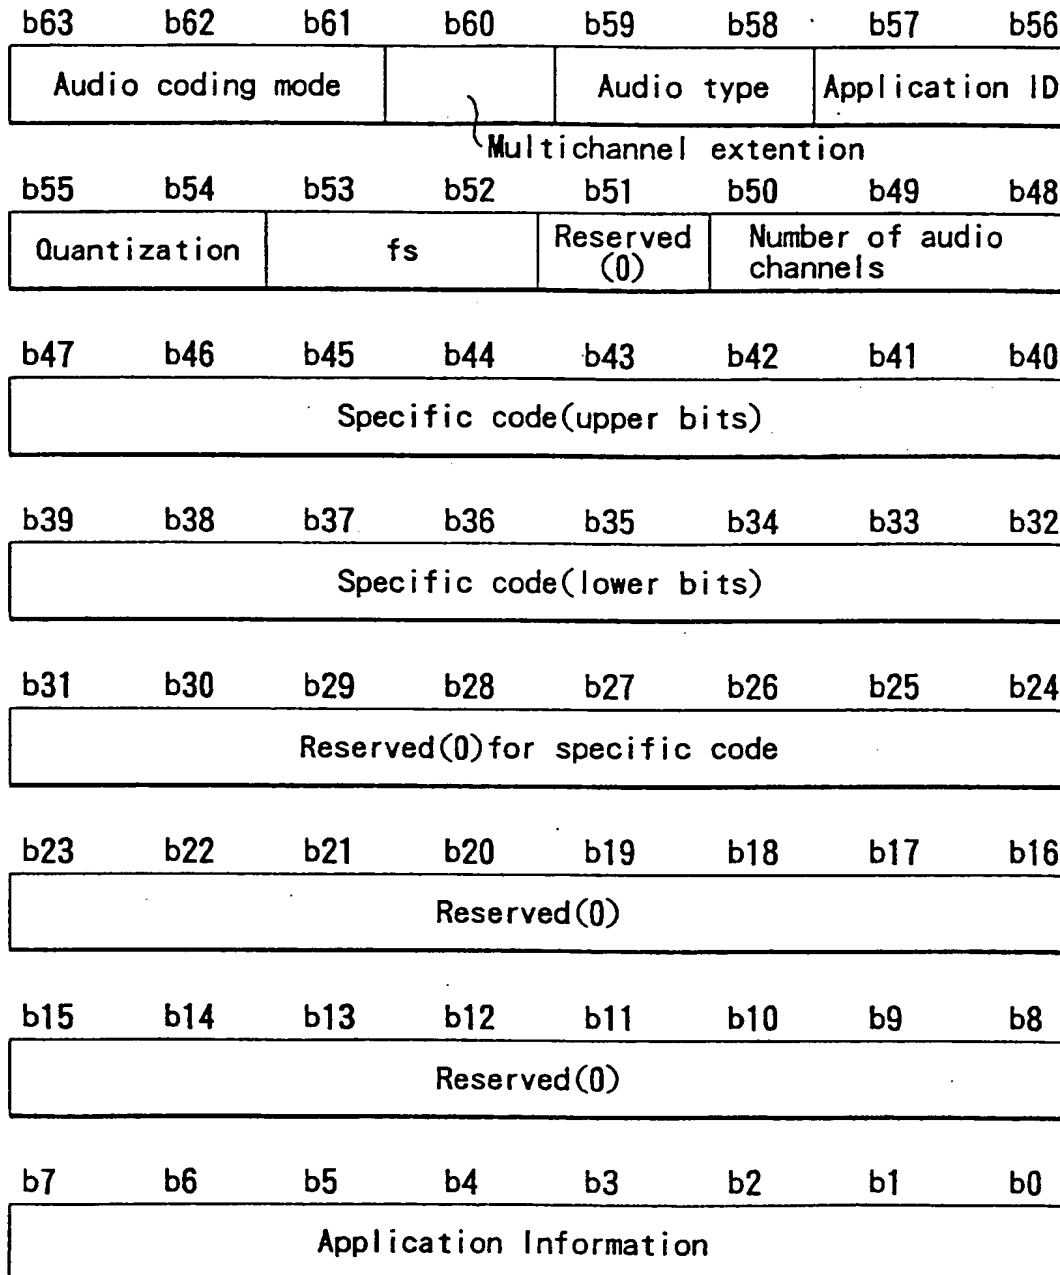 b63 b62 b61 b60 b59 b58 b57 b56
Audio coding mode Audio type Application ID
Multichannel extention
b55 b54 b53 b52 b51 b50 b49 b48
Quantization fs Reserved (0) Number of audio channels
b47 b46 b45 b44 b43 b42 b41 b40
Specific code(upper bits)
b39 b38 b37 b36 b35 b34 b33 b32
Specific code(lower bits)
b31 b30 b29 b28 b27 b26 b25 b24
Reserved(0)for specific code
b23 b22 b21 b20 b19 b18 b17 b16
Reserved(0)
b15 b14 b13 b12 b11 b10 b9 b8
Reserved(0)
b7 b6 b5 b4 b3 b2 b1 b0
Application Information